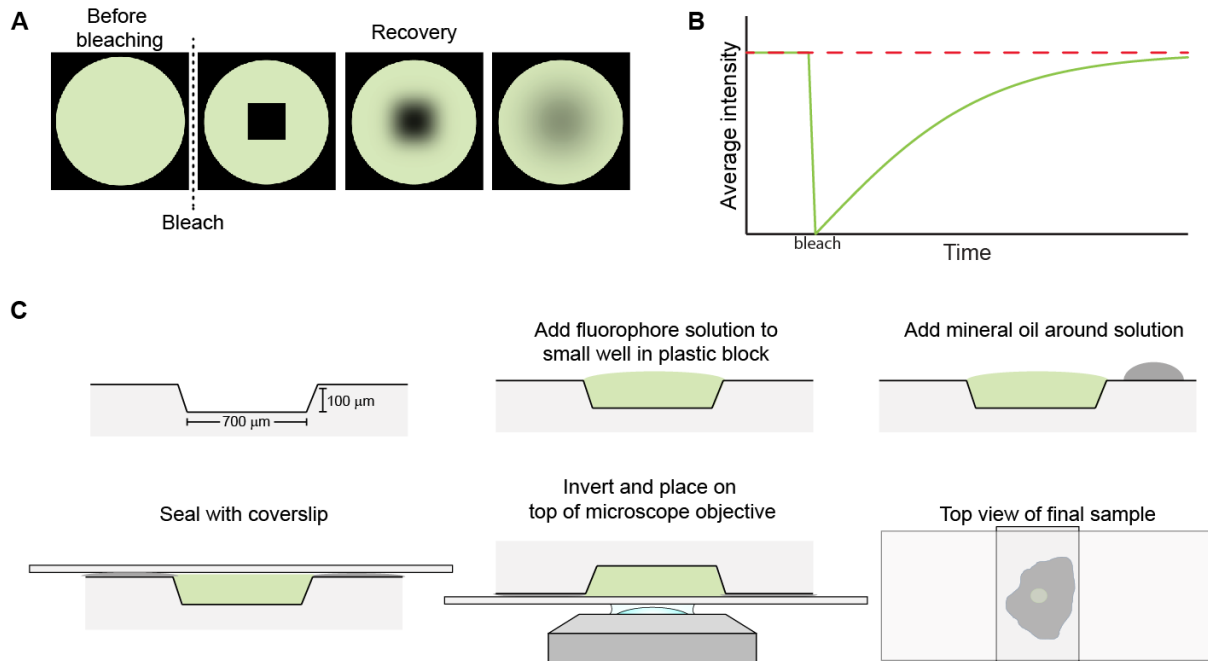 A
Before
bleaching
Recovery
Bleach
B
Average intensity
bleach
Time
C
100 μm
700 μm
Add fluorophore solution to
small well in plastic block
Add mineral oil around solution
Seal with coverslip
Invert and place on
top of microscope objective
Top view of final sample